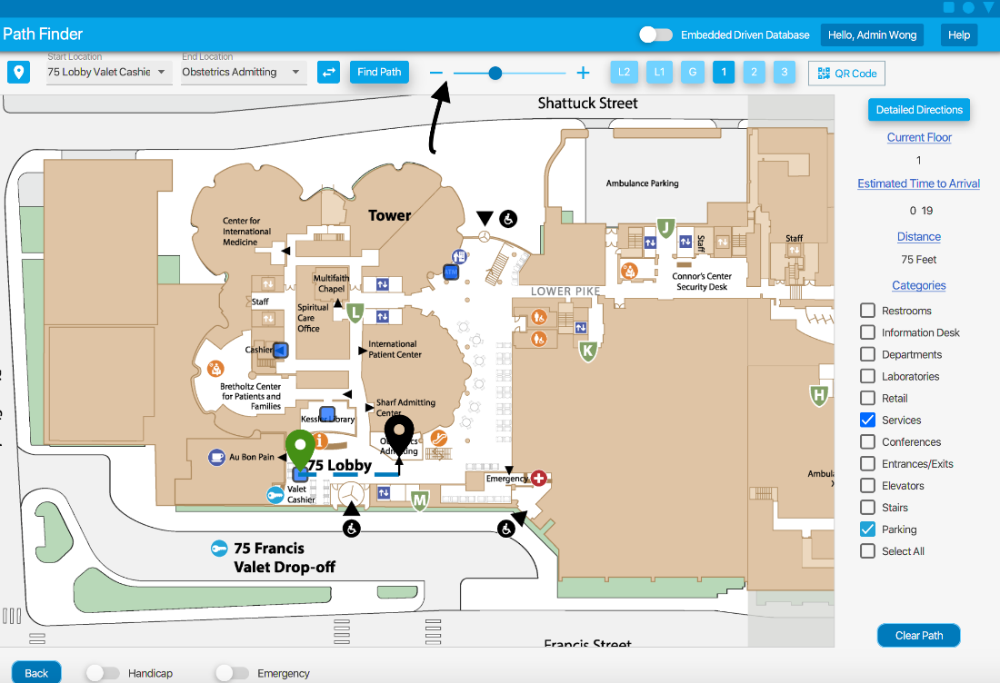 Path Finder
Embedded Driven Database
Hello, Admin Wong
Help
Start Location
75 Lobby Valet Cashie
End Location
Obstetrics Admitting
Find Path
L2
L1
G
1
2
3
QR Code
Shattuck Street
Detailed Directions
Current Floor
1
Estimated Time to Arrival
0 19
Distance
75 Feet
Categories
Restrooms
Information Desk
Departments
Laboratories
Retail
Services
Conferences
Entrances/Exits
Elevators
Stairs
Parking
Select All
Clear Path
Ambulance Parking
Tower
Center for
International
Medicine
J
Staff
Staff
ATM
Connor's Center
Security Desk
Multifaith
Chapel
LOWER PIKE
Staff
Spiritual
Care
Office
L
K
Cashier
International
Patient Center
H
Bretholtz Center
for Patients and
Families
Sharf Admitting
Center
Kessler Library
i
Au Bon Pain
75 Lobby
Emergency
Valet
Cashier
M
75 Francis
Valet Drop-off
Francis Street
Back
Handicap
Emergency